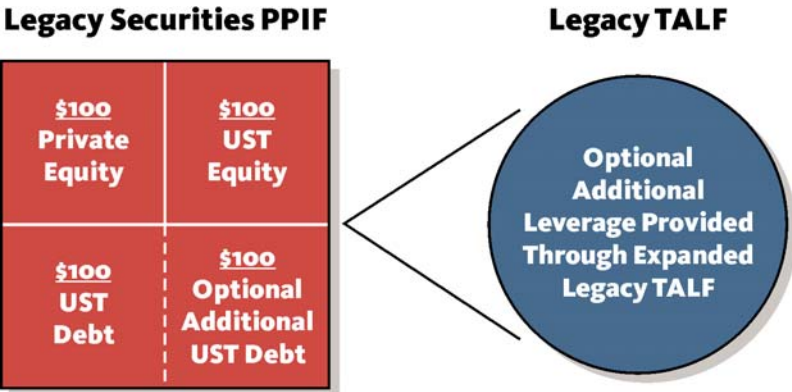 Legacy Securities PPIF
Legacy TALF
$100
Private
Equity
$100
UST
Equity
$100
UST
Debt
$100
Optional
Additional
UST Debt
Optional
Additional
Leverage Provided
Through Expanded
Legacy TALF